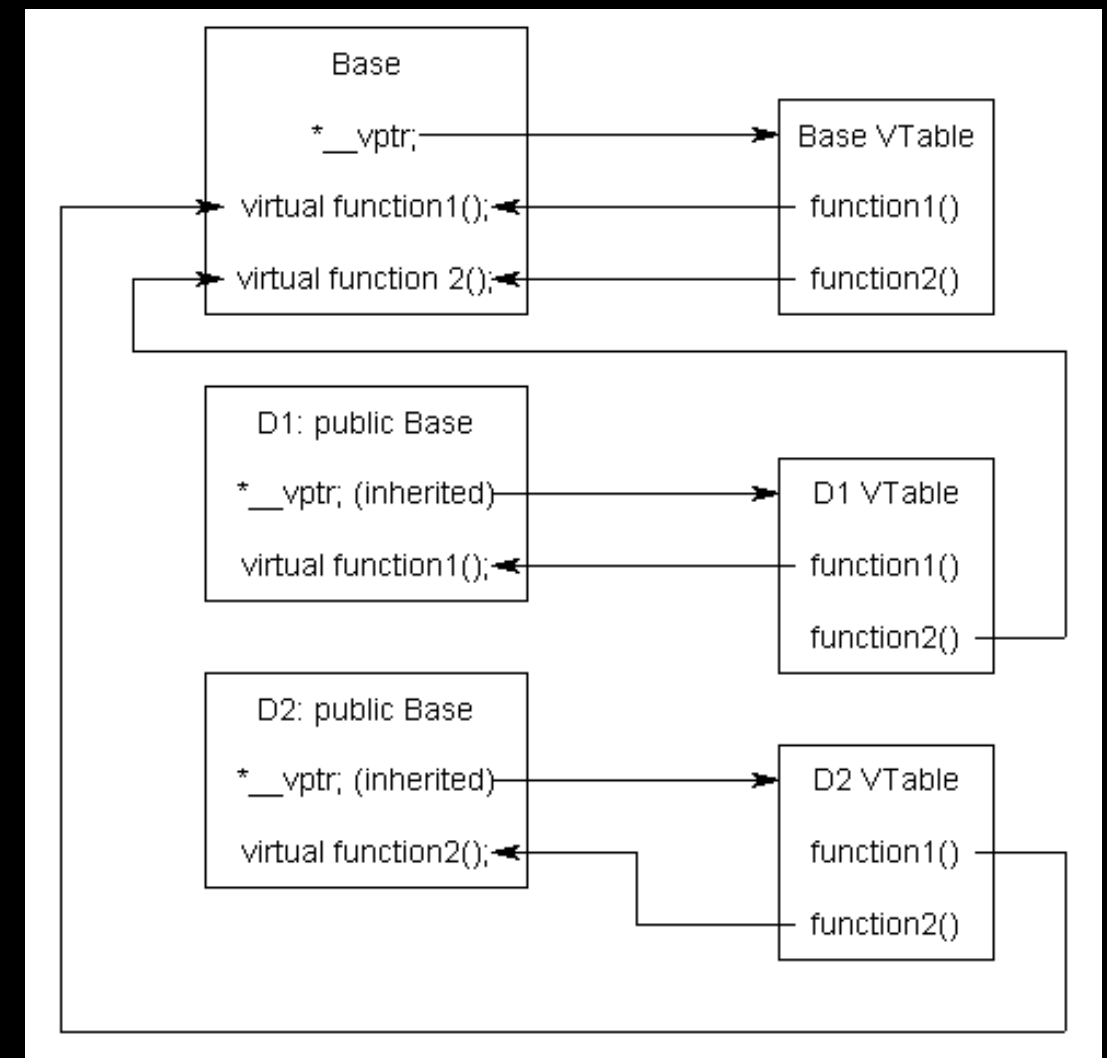 Base
*__vptr;
virtual function1();
virtual function 2();
Base VTable
function1()
function2()
D1: public Base
*__vptr; (inherited)
virtual function1();
D1 VTable
function1()
function2()
D2: public Base
*__vptr; (inherited)
virtual function2();
D2 VTable
function1()
function2()